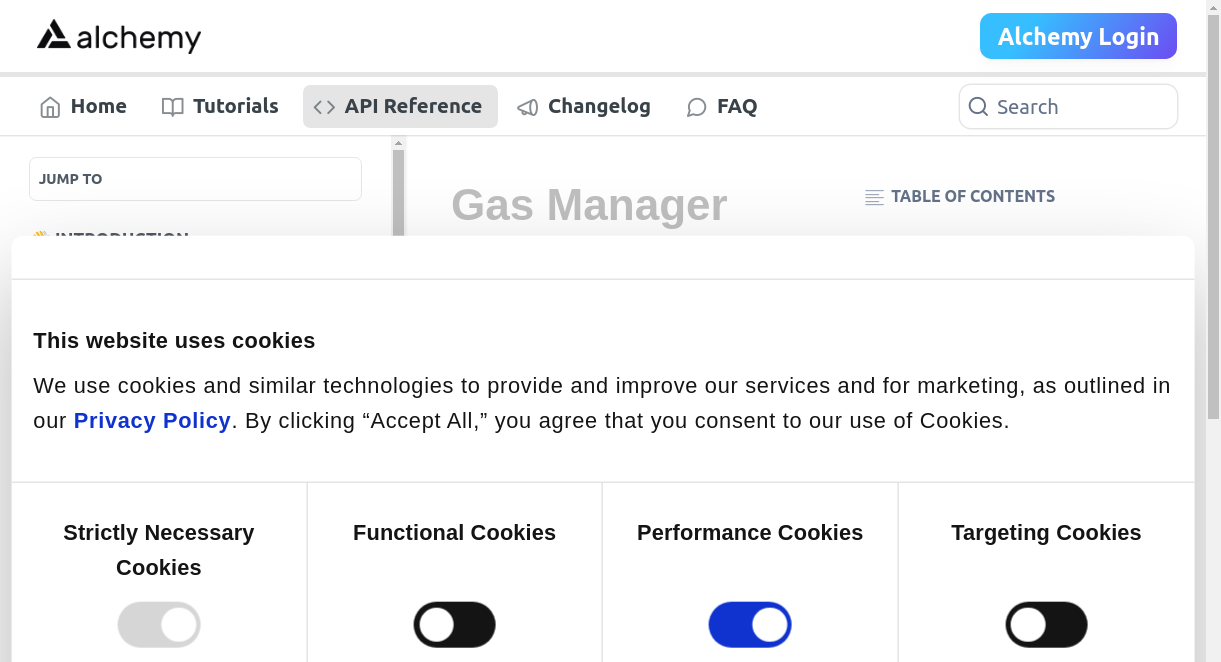 alchemy
Alchemy Login
Home
Tutorials
API Reference
Changelog
FAQ
Search
JUMP TO
Gas Manager
TABLE OF CONTENTS
👋 INTRODUCTION
This website uses cookies
We use cookies and similar technologies to provide and improve our services and for marketing, as outlined in
our Privacy Policy. By clicking “Accept All,” you agree that you consent to our use of Cookies.
Strictly Necessary
Cookies
Functional Cookies
Performance Cookies
Targeting Cookies